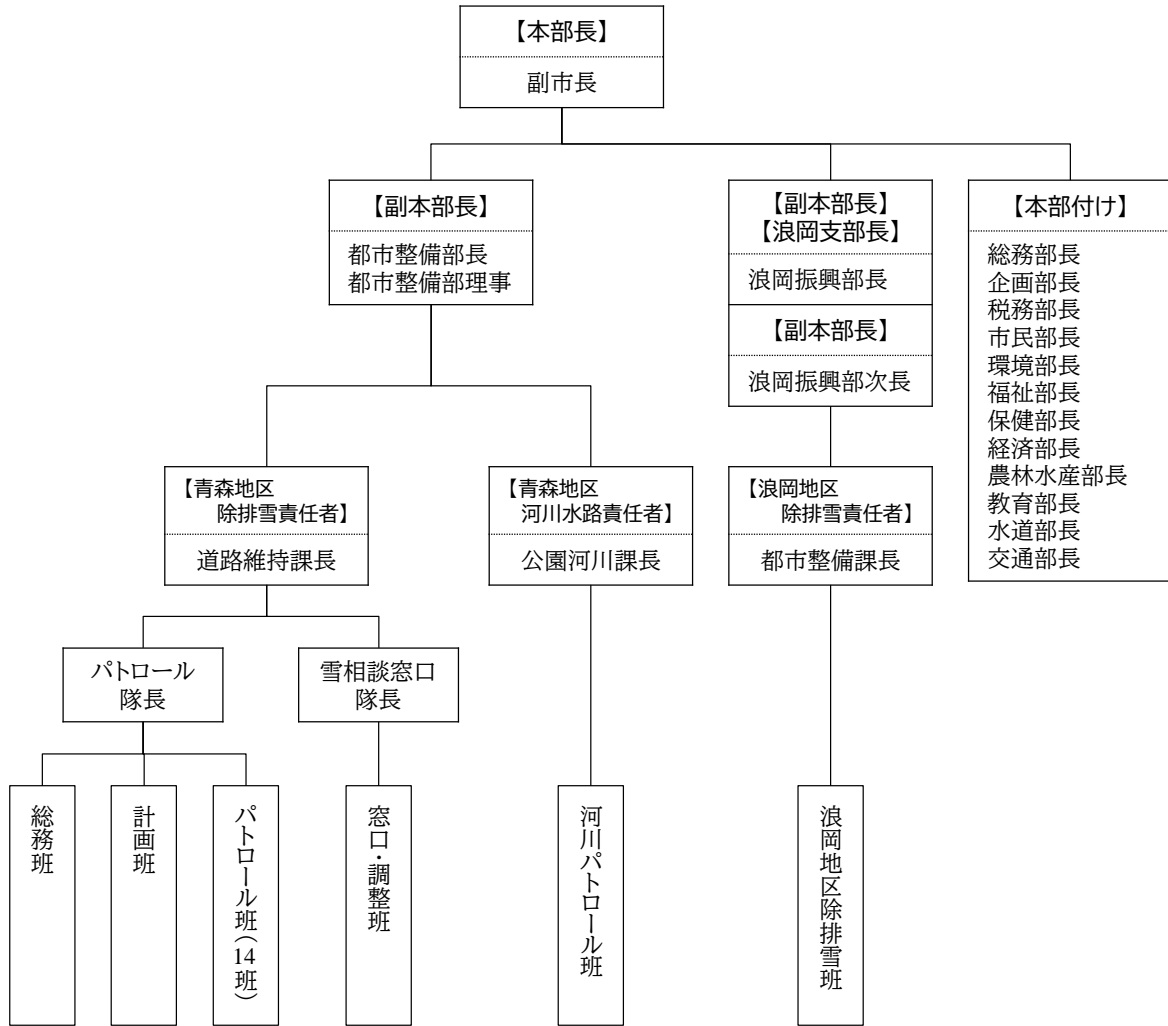 【本部長】
副市長
【副本部長】
都市整備部長
都市整備部理事
【副本部長】
【浪岡支部長】
浪岡振興部長
【副本部長】
浪岡振興部次長
【本部付け】
総務部長
企画部長
税務部長
市民部長
環境部長
福祉部長
保健部長
経済部長
農林水産部長
教育部長
水道部長
交通部長
【青森地区
除排雪責任者】
道路維持課長
【青森地区
河川水路責任者】
公園河川課長
【浪岡地区
除排雪責任者】
都市整備課長
パトロール
隊長
雪相談窓口
隊長
総務班
計画班
パトロール班(14班)
窓口・調整班
河川パトロール班
浪岡地区除排雪班